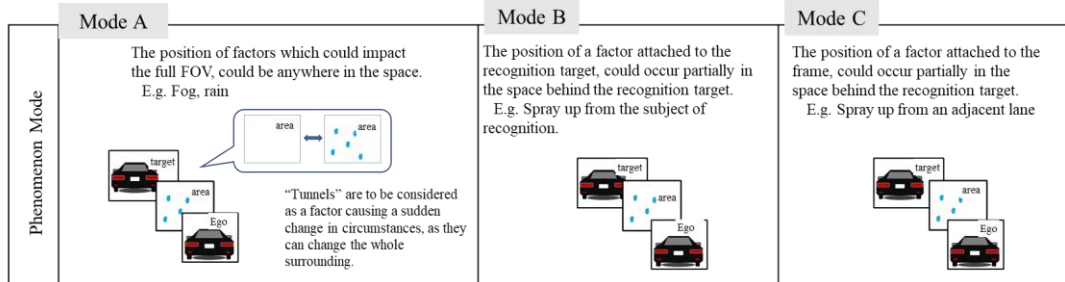 Mode A
Mode B
Mode C
Phenomenon Mode
The position of factors which could impact
the full FOV, could be anywhere in the space.
E.g. Fog, rain
area
area
target
area
Ego
“Tunnels” are to be considered
as a factor causing a sudden
change in circumstances, as they
can change the whole
surrounding.
The position of a factor attached to the
recognition target, could occur partially in
the space behind the recognition target.
E.g. Spray up from the subject of
recognition.
target
area
Ego
The position of a factor attached to the
frame, could occur partially in the
space behind the recognition target.
E.g. Spray up from an adjacent lane
target
area
Ego